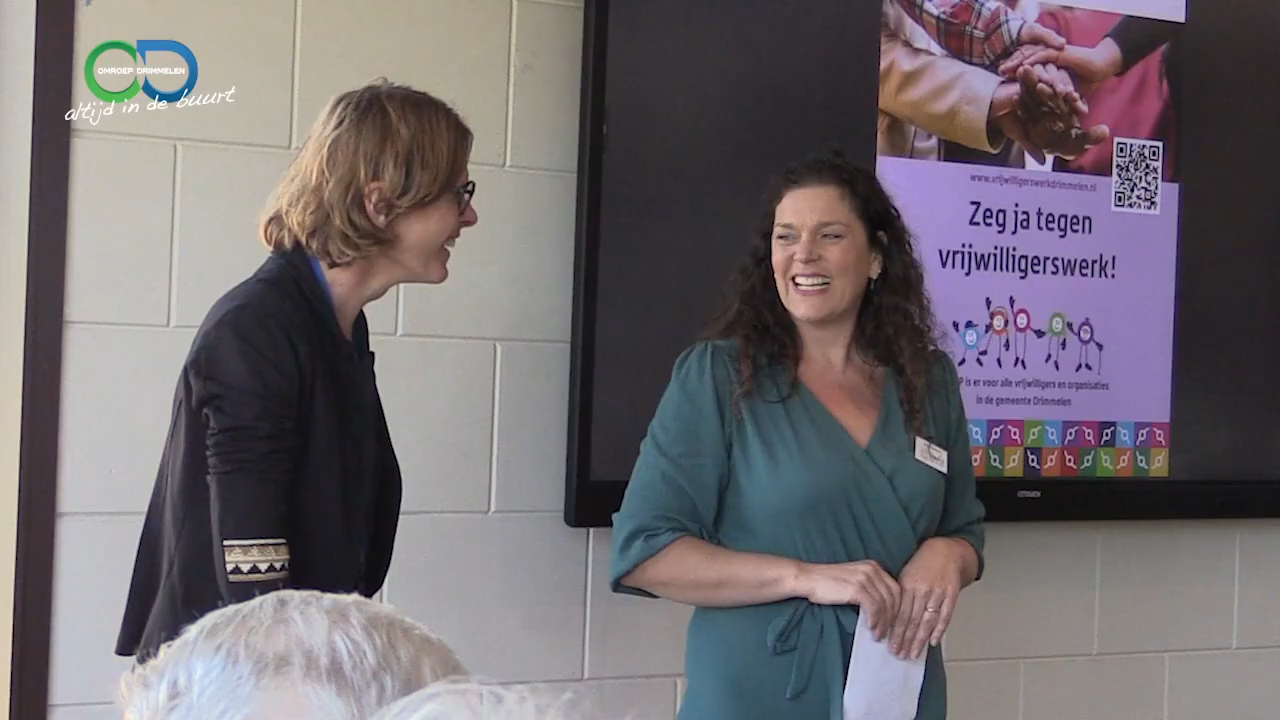 OMROEP DRIMMELEN
altijd in de buurt
www.vrijwilligerswerkdrimmelen.nl
Zeg ja tegen
vrijwilligerswerk!
P is er voor alle vrijwilligers en organisaties
in de gemeente Drimmelen